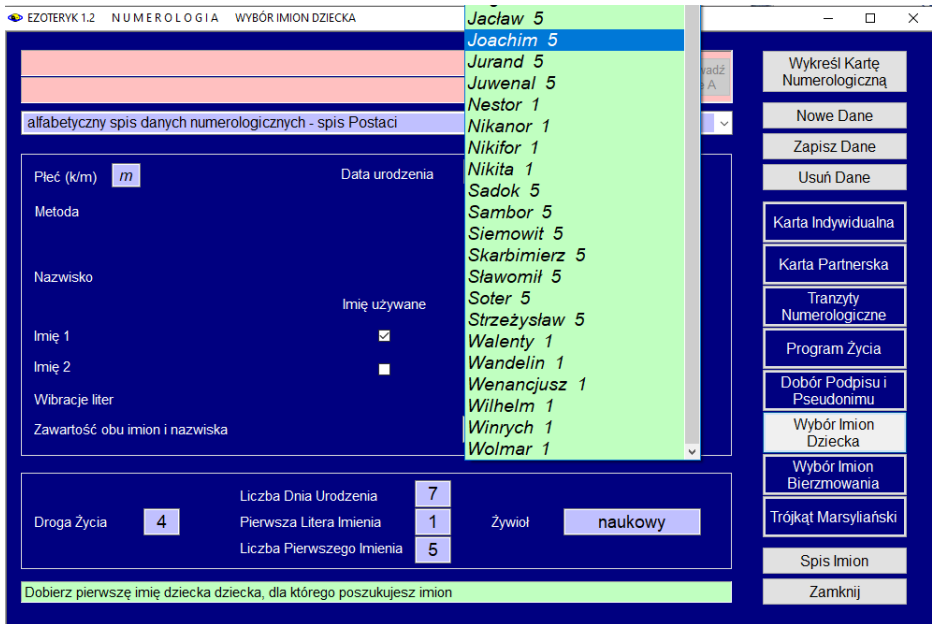 EZOTERYK 1.2 N U M E R O L O G I A WYBÓR IMION DZIECKA
alfabetyczny spis danych numerologicznych - spis Postaci
Płeć (k/m) m Data urodzenia
Metoda
Nazwisko
Imię używane
Imię 1
Imię 2
Wibracje liter
Zawartość obu imion i nazwiska
Jacław 5
Joachim 5
Jurand 5
Juwenal 5
Nestor 1
Nikanor 1
Nikifor 1
Nikita 1
Sadok 5
Sambor 5
Siemowit 5
Skarbimierz 5
Sławomił 5
Soter 5
Strzeżysław 5
Walenty 1
Wandelin 1
Wenancjusz 1
Wilhelm 1
Winrych 1
Wolmar 1
Liczba Dnia Urodzenia 7
Droga Życia 4 Pierwsza Litera Imienia 1 Żywioł naukowy
Liczba Pierwszego Imienia 5
Dobierz pierwszę imię dziecka dziecka, dla którego poszukujesz imion
Wykreśl Kartę
Numerologiczną
Nowe Dane
Zapisz Dane
Usuń Dane
Karta Indywidualna
Karta Partnerska
Tranzyty
Numerologiczne
Program Życia
Dobór Podpisu i
Pseudonimu
Wybór Imion
Dziecka
Wybór Imion
Bierzmowania
Trójkąt Marsyliański
Spis Imion
Zamknij